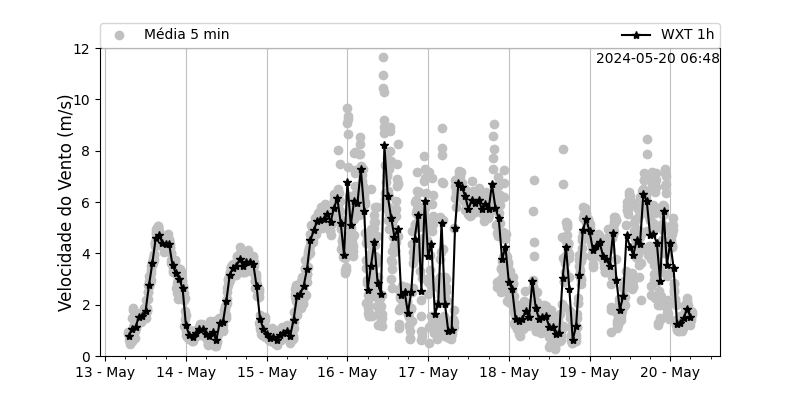 Média 5 min
WXT 1h
2024-05-20 06:48
Velocidade do Vento (m/s)
12
10
8
6
4
2
0
13 - May 14 - May 15 - May 16 - May 17 - May 18 - May 19 - May 20 - May